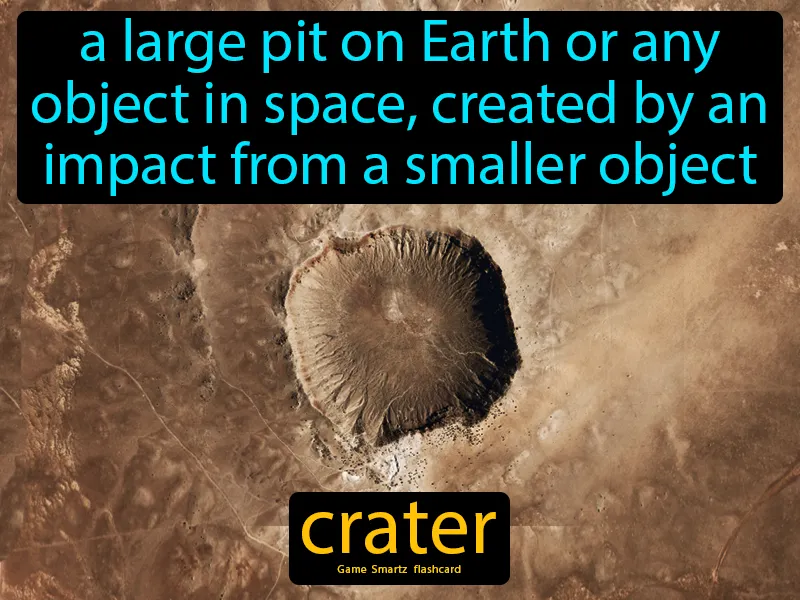 a large pit on Earth or any
object in space, created by an
impact from a smaller object
crater
Game Smartz flashcard